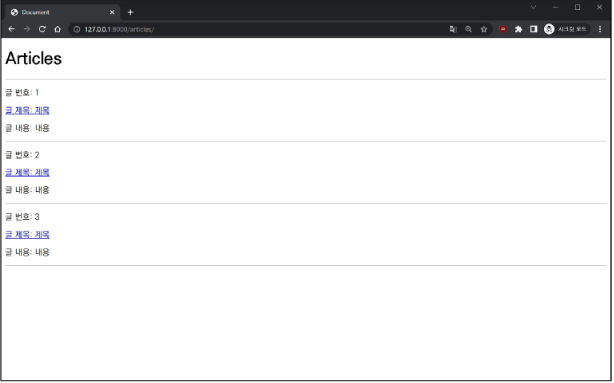 Document
127.0.0.1:8000/articles/
시크릿 모드
Articles
글 번호: 1
글 제목: 제목
글 내용: 내용
글 번호: 2
글 제목: 제목
글 내용: 내용
글 번호: 3
글 제목: 제목
글 내용: 내용